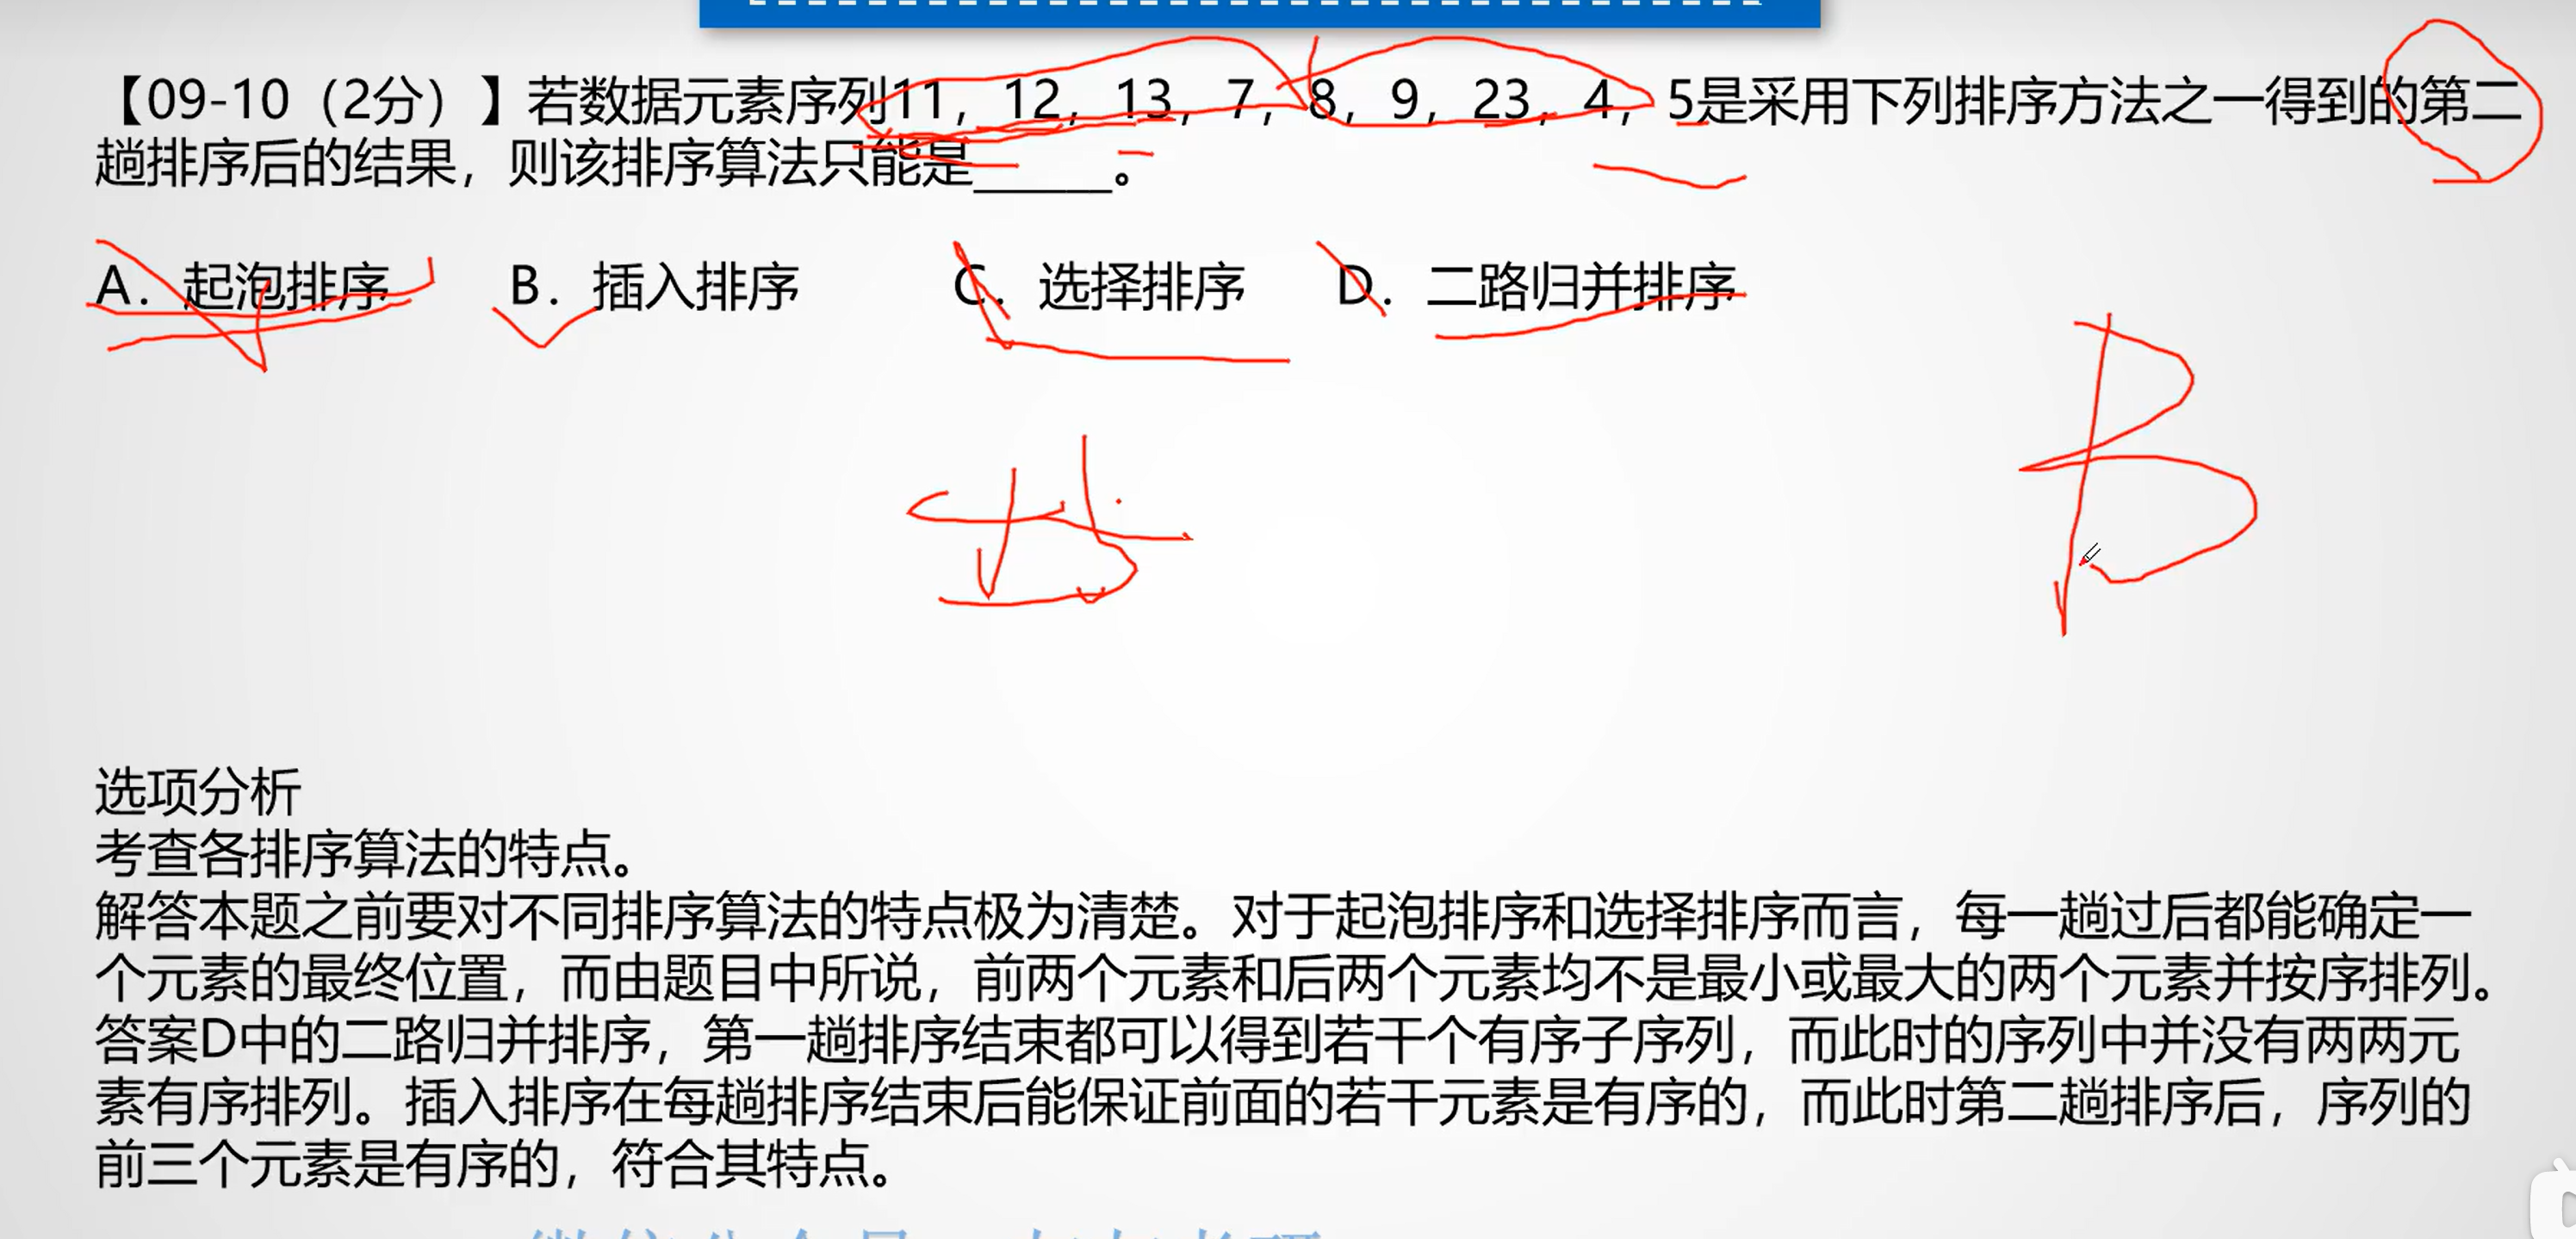 【09-10（2分）】若数据元素序列11，12，13，7，8，9，23，4，5是采用下列排序方法之一得到的第二
趟排序后的结果，则该排序算法只能是_____。
A．起泡排序　B．插入排序　C．选择排序　D．二路归并排序
B
选项分析
考查各排序算法的特点。
解答本题之前要对不同排序算法的特点极为清楚。对于起泡排序和选择排序而言，每一趟过后都能确定一
个元素的最终位置，而由题目中所说，前两个元素和后两个元素均不是最小或最大的两个元素并按序排列。
答案D中的二路归并排序，第一趟排序结束都可以得到若干个有序子序列，而此时的序列中并没有两两元
素有序排列。插入排序在每趟排序结束后能保证前面的若干元素是有序的，而此时第二趟排序后，序列的
前三个元素是有序的，符合其特点。